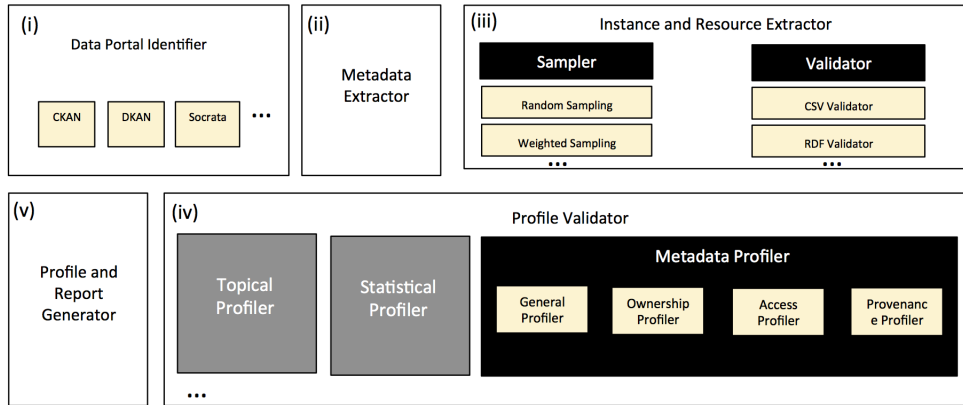 (i)
Data Portal Identifier
CKAN
DKAN
Socrata
...
(ii)
Metadata
Extractor
(iii)
Instance and Resource Extractor
Sampler
Random Sampling
Weighted Sampling
...
Validator
CSV Validator
RDF Validator
...
(v)
Profile and
Report
Generator
(iv)
Profile Validator
Topical
Profiler
...
Statistical
Profiler
Metadata Profiler
General
Profiler
Ownership
Profiler
Access
Profiler
Provenanc
e Profiler